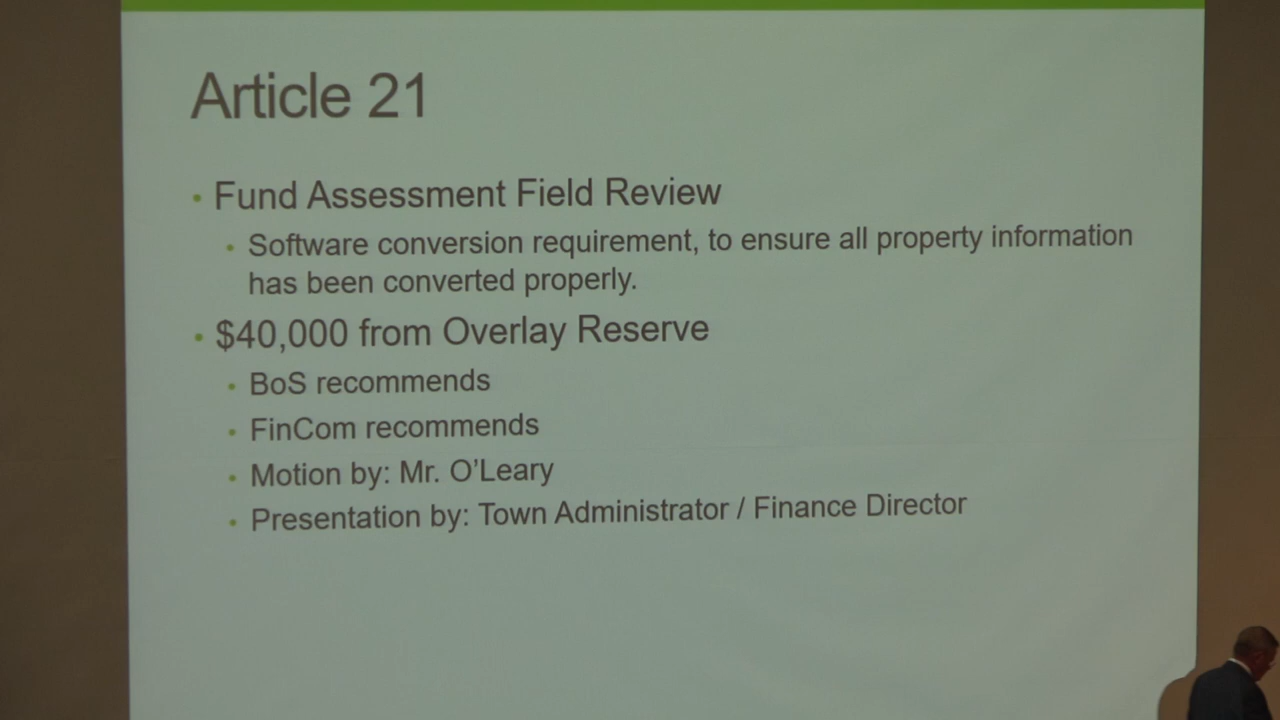 Article 21
• Fund Assessment Field Review
• Software conversion requirement, to ensure all property information
has been converted properly.
• $40,000 from Overlay Reserve
• BoS recommends
• FinCom recommends
• Motion by: Mr. O'Leary
• Presentation by: Town Administrator / Finance Director